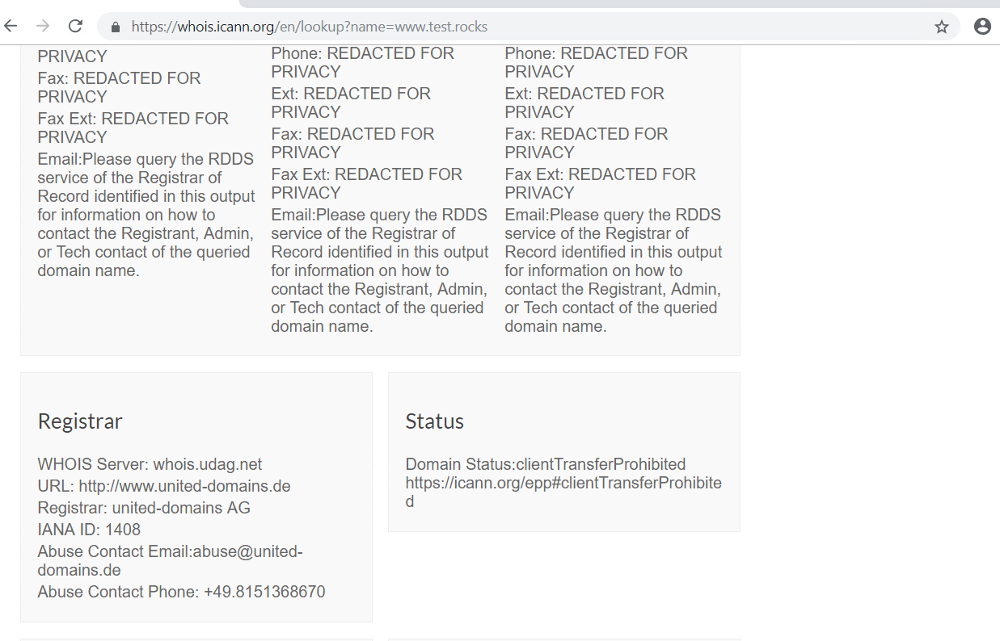 https://whois.icann.org/en/lookup?name=www.test.rocks
PRIVACY
Fax: REDACTED FOR
PRIVACY
Fax Ext: REDACTED FOR
PRIVACY
Email:Please query the RDDS
service of the Registrar of
Record identified in this output
for information on how to
contact the Registrant, Admin,
or Tech contact of the queried
domain name.
Phone: REDACTED FOR
PRIVACY
Ext: REDACTED FOR
PRIVACY
Fax: REDACTED FOR
PRIVACY
Fax Ext: REDACTED FOR
PRIVACY
Email:Please query the RDDS
service of the Registrar of
Record identified in this output
for information on how to
contact the Registrant, Admin,
or Tech contact of the queried
domain name.
Phone: REDACTED FOR
PRIVACY
Ext: REDACTED FOR
PRIVACY
Fax: REDACTED FOR
PRIVACY
Fax Ext: REDACTED FOR
PRIVACY
Email:Please query the RDDS
service of the Registrar of
Record identified in this output
for information on how to
contact the Registrant, Admin,
or Tech contact of the queried
domain name.
Registrar
WHOIS Server: whois.udag.net
URL: http://www.united-domains.de
Registrar: united-domains AG
IANA ID: 1408
Abuse Contact Email:abuse@united-
domains.de
Abuse Contact Phone: +49.8151368670
Status
Domain Status:clientTransferProhibited
https://icann.org/epp#clientTransferProhibite
d